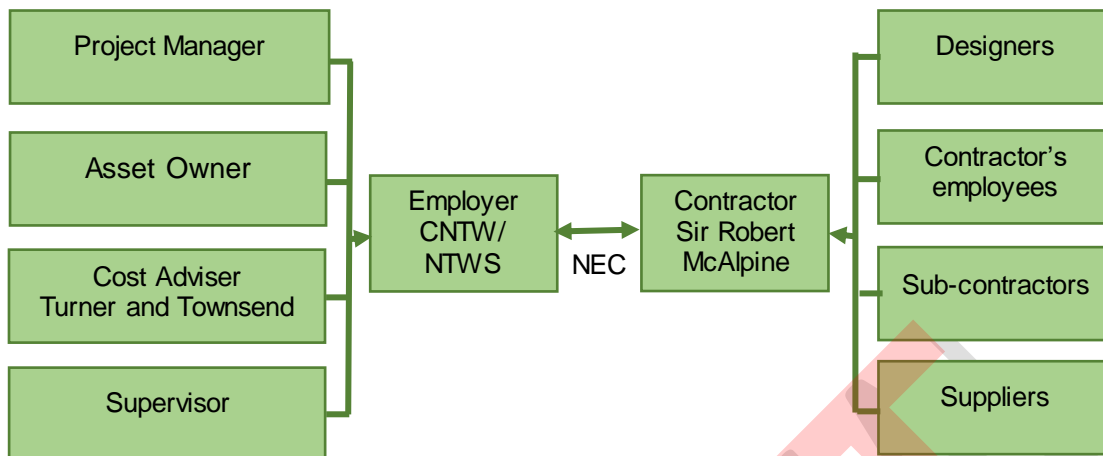 Project Manager
Asset Owner
Cost Adviser
Turner and Townsend
Supervisor
Employer
CNTW/
NTWS
NEC
Contractor
Sir Robert
McAlpine
Designers
Contractor’s
employees
Sub-contractors
Suppliers